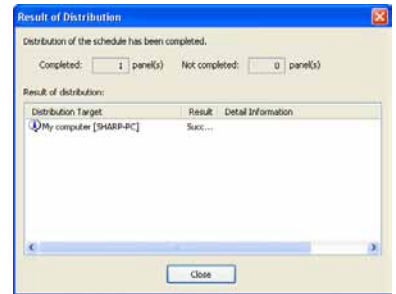 Result of Distribution
Distribution of the schedule has been completed.
Completed: 1 panel(s) Not completed: 0 panel(s)
Result of distribution:
Distribution Target Result Detail Information
My computer [SHARP-PC] Succ...
Close